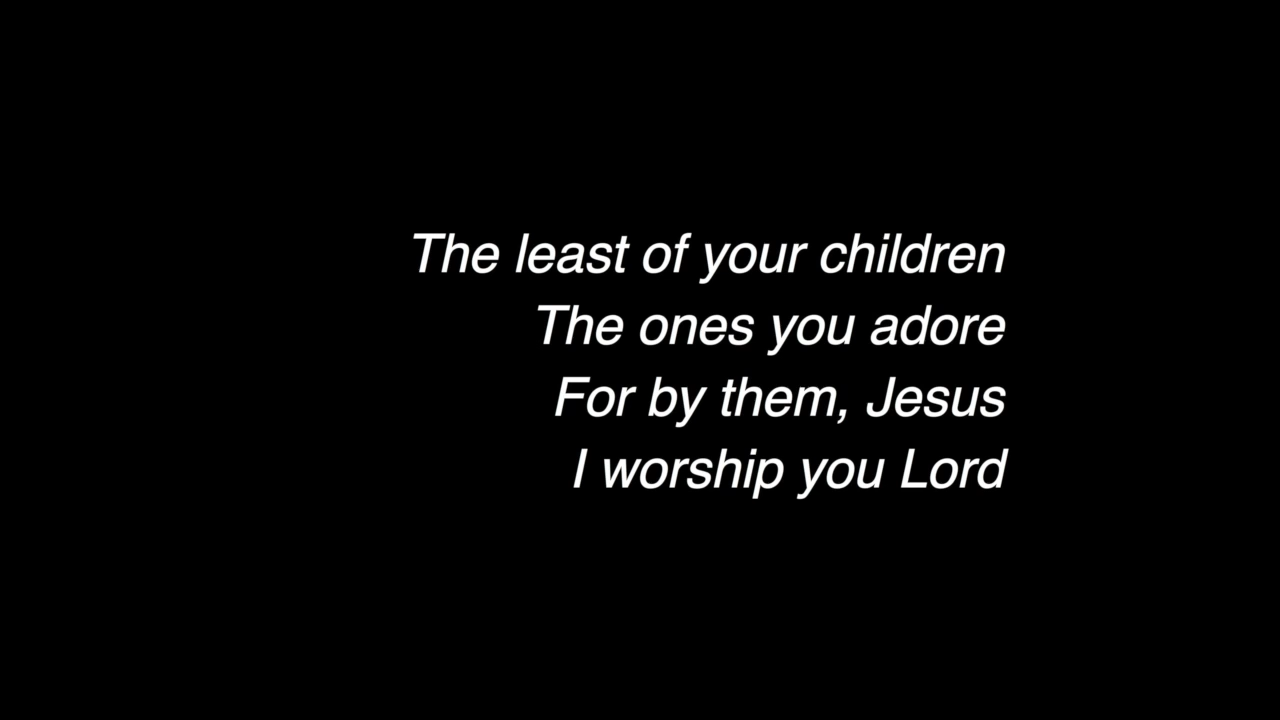 The least of your children
The ones you adore
For by them, Jesus
I worship you Lord